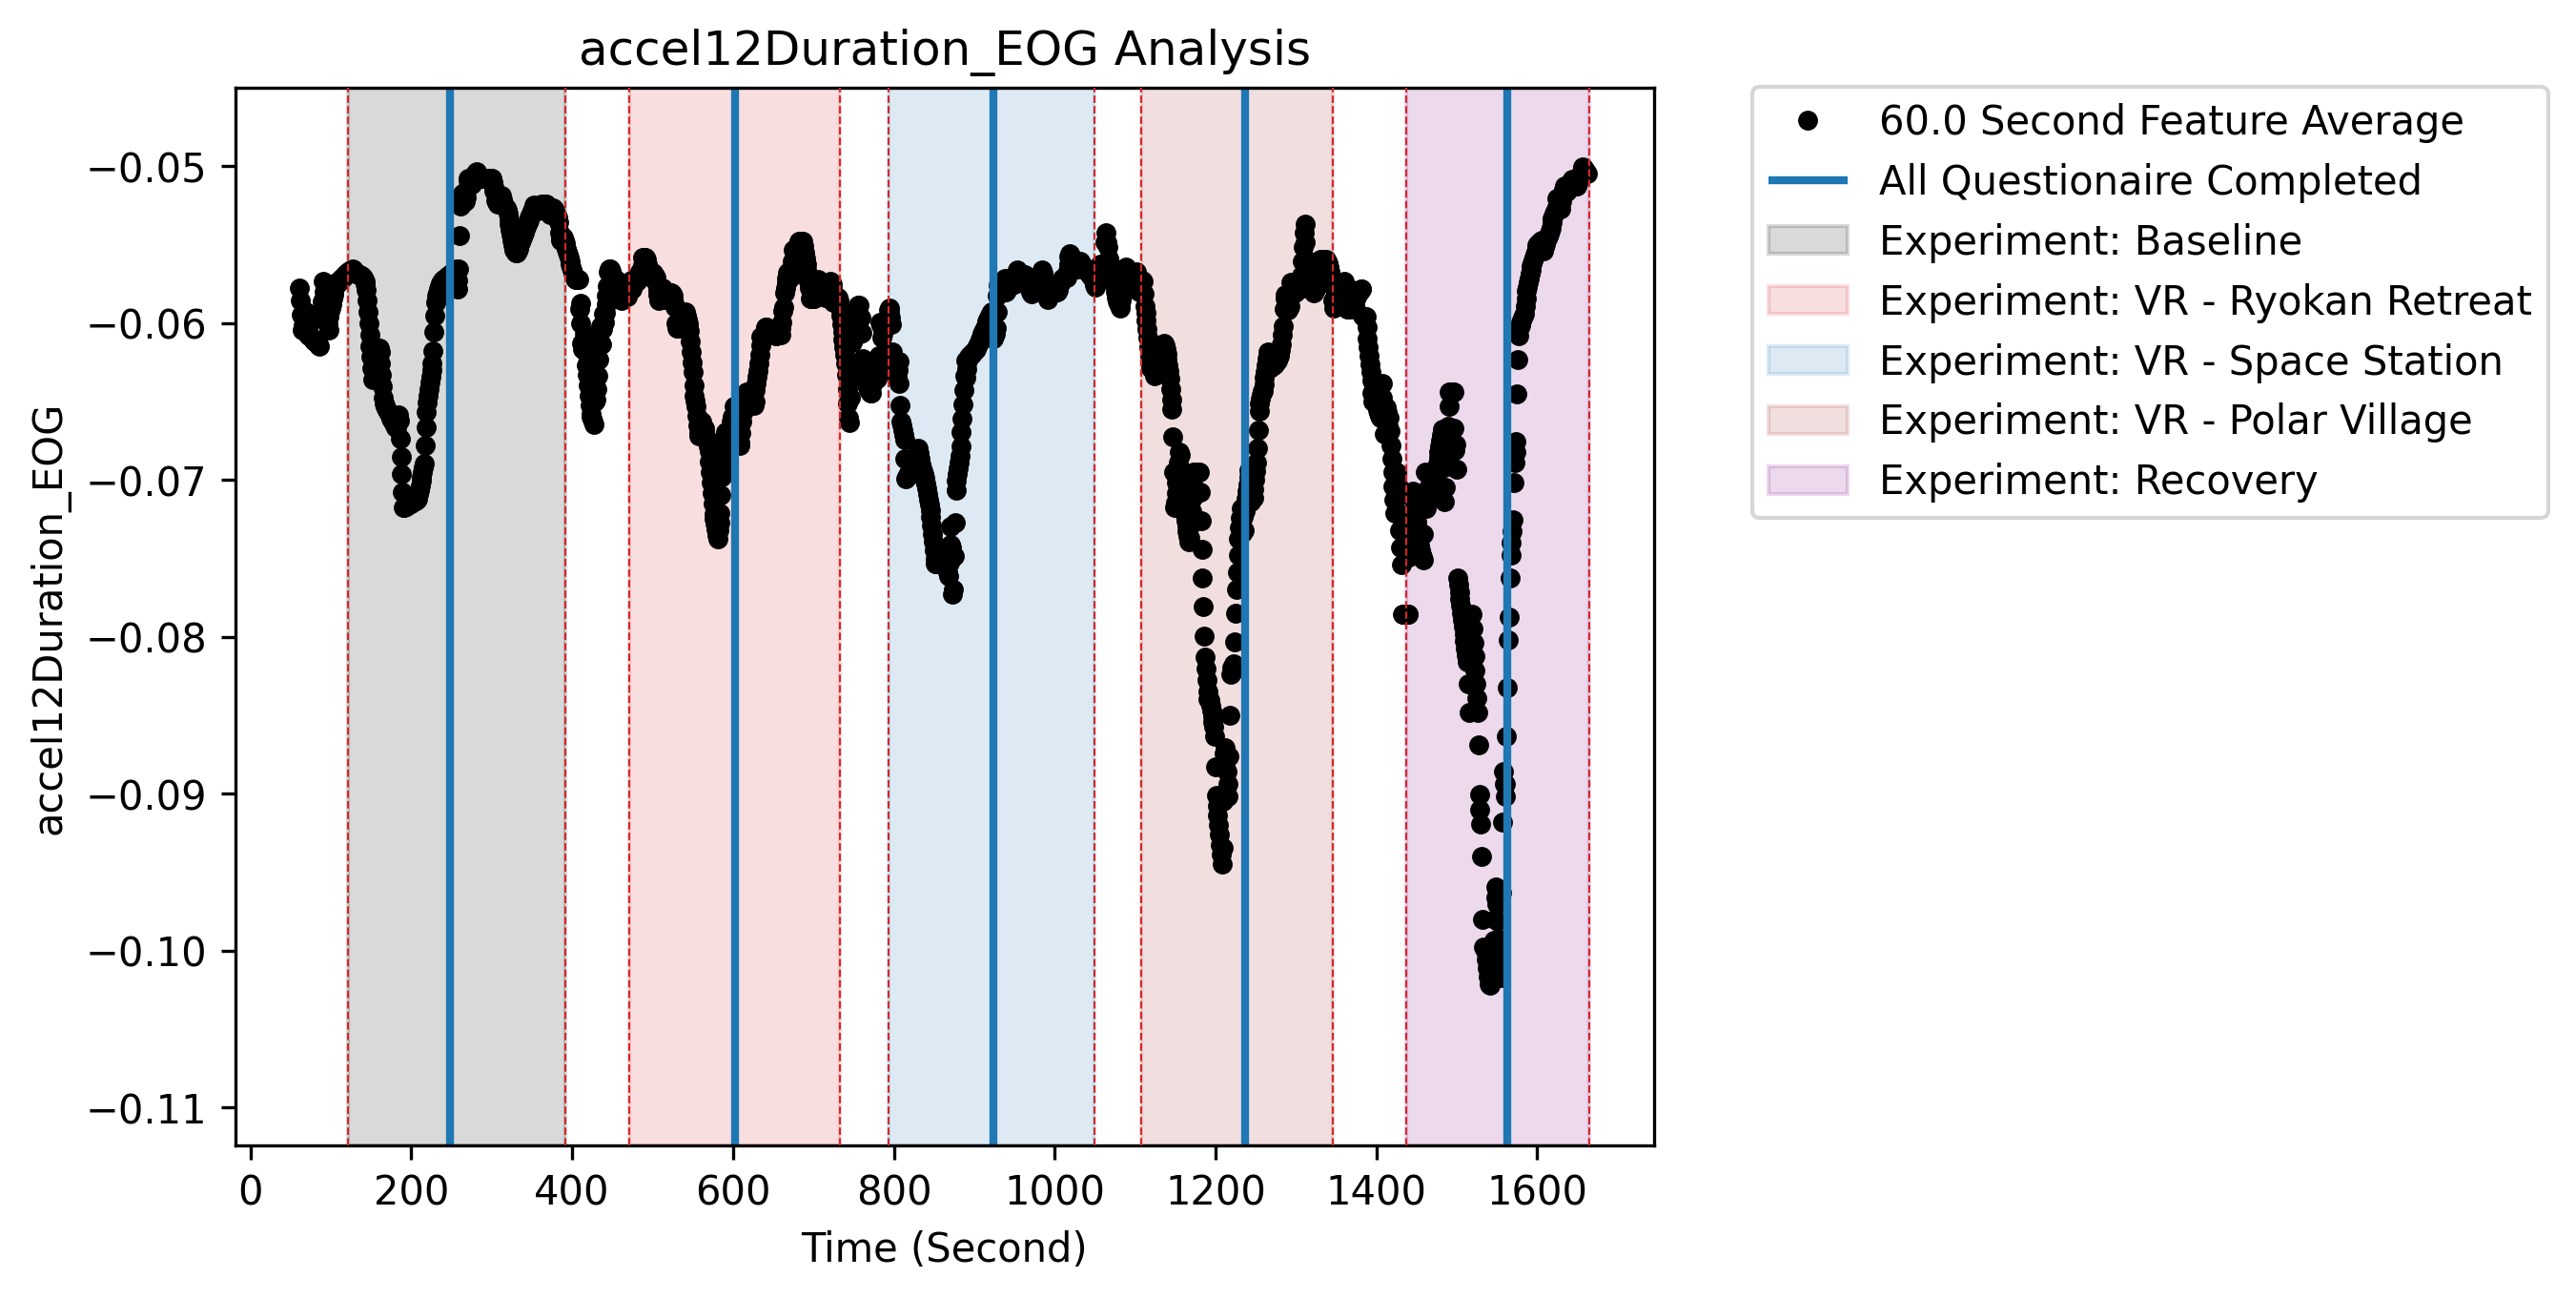 accel12Duration_EOG Analysis
60.0 Second Feature Average
All Questionaire Completed
Experiment: Baseline
Experiment: VR - Ryokan Retreat
Experiment: VR - Space Station
Experiment: VR - Polar Village
Experiment: Recovery
accel12Duration_EOG
−0.05
−0.06
−0.07
−0.08
−0.09
−0.10
−0.11
0 200 400 600 800 1000 1200 1400 1600
Time (Second)